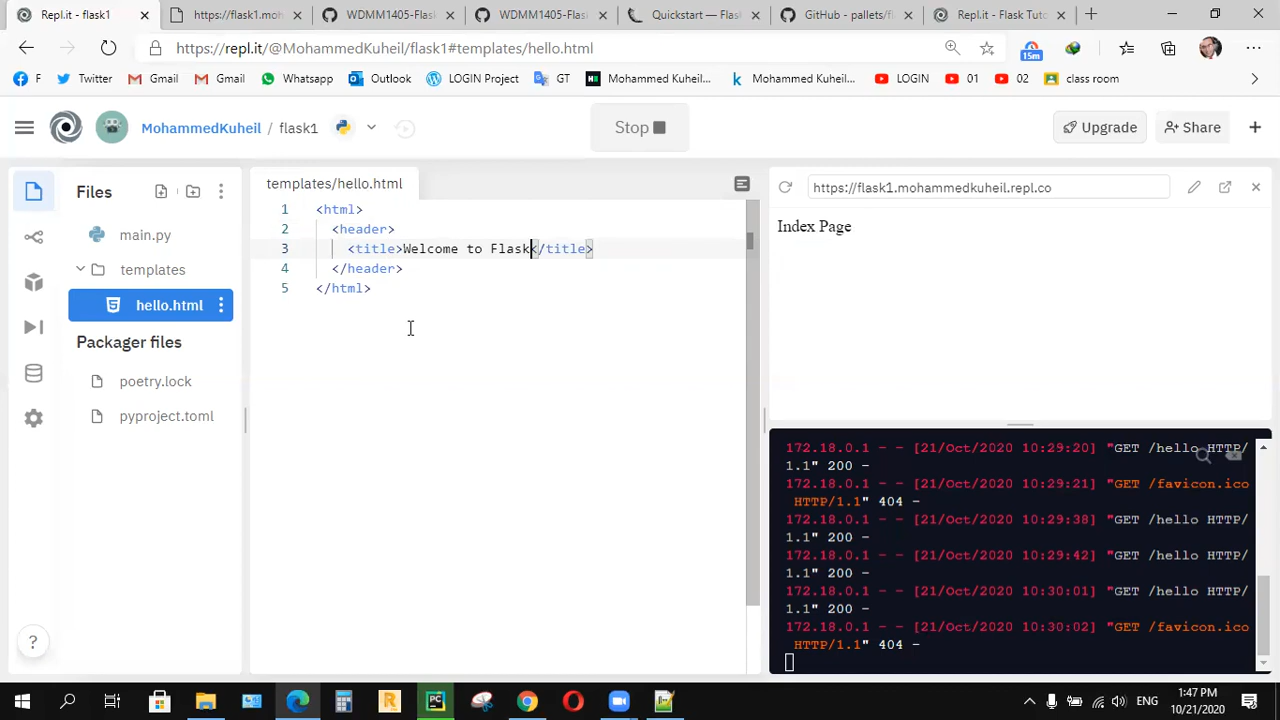 Repl.it - flask1
https://flask1.moh
WDMM1405-Flask
WDMM1405-Flas
Quickstart — Flas
GitHub - pallets/f
Repl.it - Flask Tuto
https://repl.it/@MohammedKuheil/flask1#templates/hello.html
15m
F
Twitter
Gmail
Gmail
Whatsapp
Outlook
LOGIN Project
GT
Mohammed Kuheil...
Mohammed Kuheil...
LOGIN
01
02
class room
MohammedKuheil / flask1
Stop
Upgrade
Share
Files
main.py
templates
hello.html
Packager files
poetry.lock
pyproject.toml
templates/hello.html
1 <html>
2 <header>
3 <title>Welcome to Flask</title>
4 </header>
5 </html>
https://flask1.mohammedkuheil.repl.co
Index Page
172.18.0.1 - - [21/Oct/2020 10:29:20] "GET /hello HTTP/
1.1" 200 -
172.18.0.1 - - [21/Oct/2020 10:29:21] "GET /favicon.ico
HTTP/1.1" 404 -
172.18.0.1 - - [21/Oct/2020 10:29:38] "GET /hello HTTP/
1.1" 200 -
172.18.0.1 - - [21/Oct/2020 10:29:42] "GET /hello HTTP/
1.1" 200 -
172.18.0.1 - - [21/Oct/2020 10:30:01] "GET /hello HTTP/
1.1" 200 -
172.18.0.1 - - [21/Oct/2020 10:30:02] "GET /favicon.ico
HTTP/1.1" 404 -
?
ENG
1:47 PM
10/21/2020